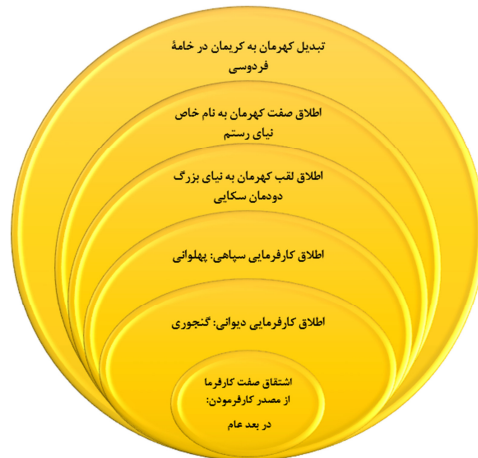 تبدیل کهرمان به کریمان در خامۀ
فردوسی
اطلاق صفت کهرمان به نام خاص
نیای رستم
اطلاق لقب کهرمان به نیای بزرگ
دودمان سکایی
اطلاق کارفرمایی سپاهی: پهلوانی
اطلاق کارفرمایی دیوانی: گنجوری
اشتقاق صفت کارفرما
از مصدر کارفرمودن:
در بعد عام